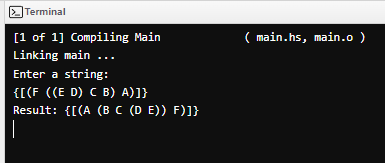 Terminal
[1 of 1] Compiling Main             ( main.hs, main.o )
Linking main ...
Enter a string:
{[(F ((E D) C B) A)]}
Result: {[(A (B C (D E)) F)]}